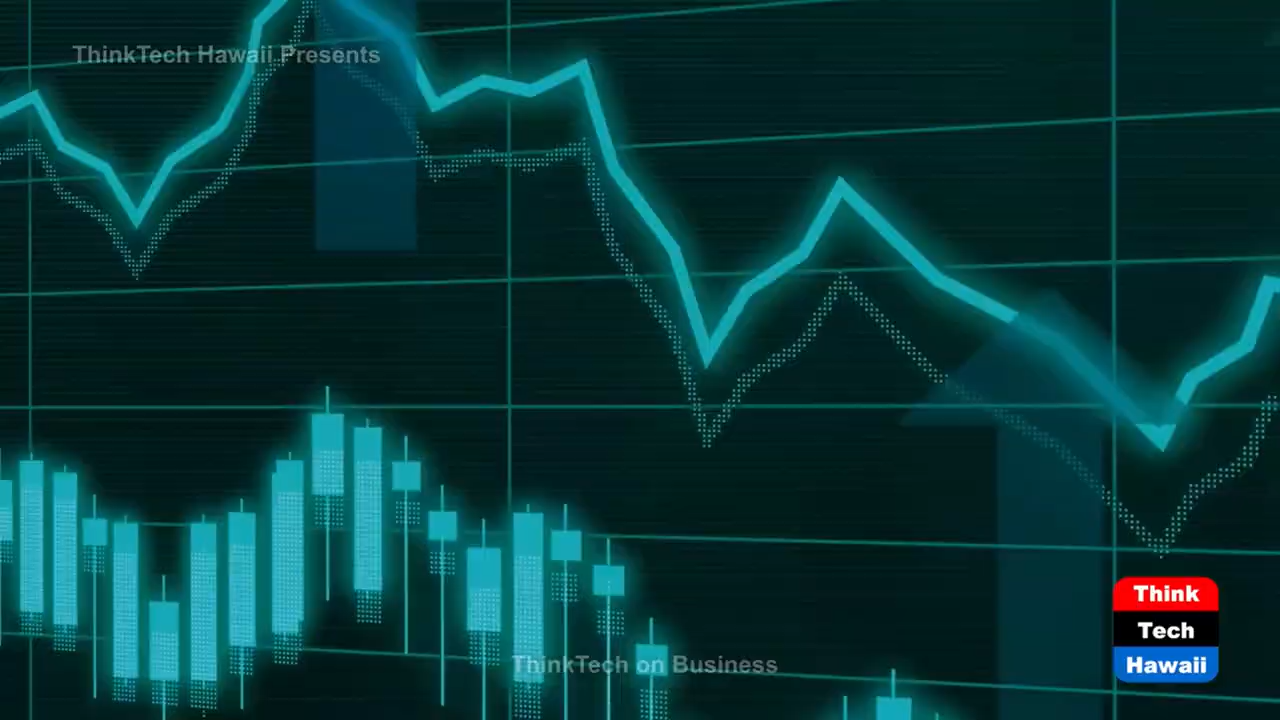 ThinkTech Hawaii Presents
Think
Tech
Hawaii
ThinkTech on Business